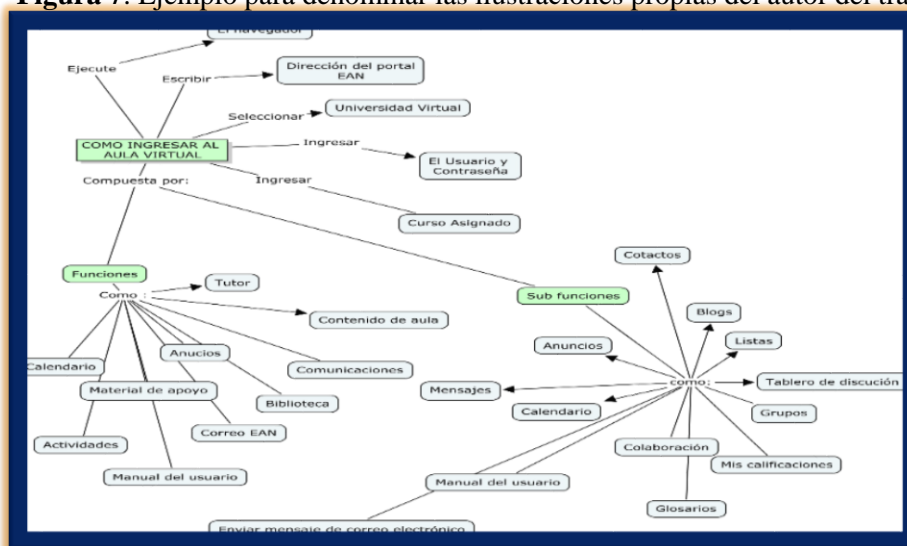 Figura 7. Ejemplo para denominar las ilustraciones propias del autor del tra
El navegador
Ejecute
Escribir
Dirección del portal
EAN
Seleccionar
Universidad Virtual
COMO INGRESAR AL
AULA VIRTUAL
Ingresar
El Usuario y
Contraseña
Compuesta por:
Ingresar
Curso Asignado
Funciones
Como :
Tutor
Contenido de aula
Calendario
Anucios
Comunicaciones
Material de apoyo
Biblioteca
Actividades
Correo EAN
Manual del usuario
Sub funciones
Cotactos
Blogs
Anuncios
Listas
como:
Mensajes
Tablero de discución
Calendario
Grupos
Colaboración
Mis calificaciones
Manual del usuario
Glosarios
Enviar mensaje de correo electrónico